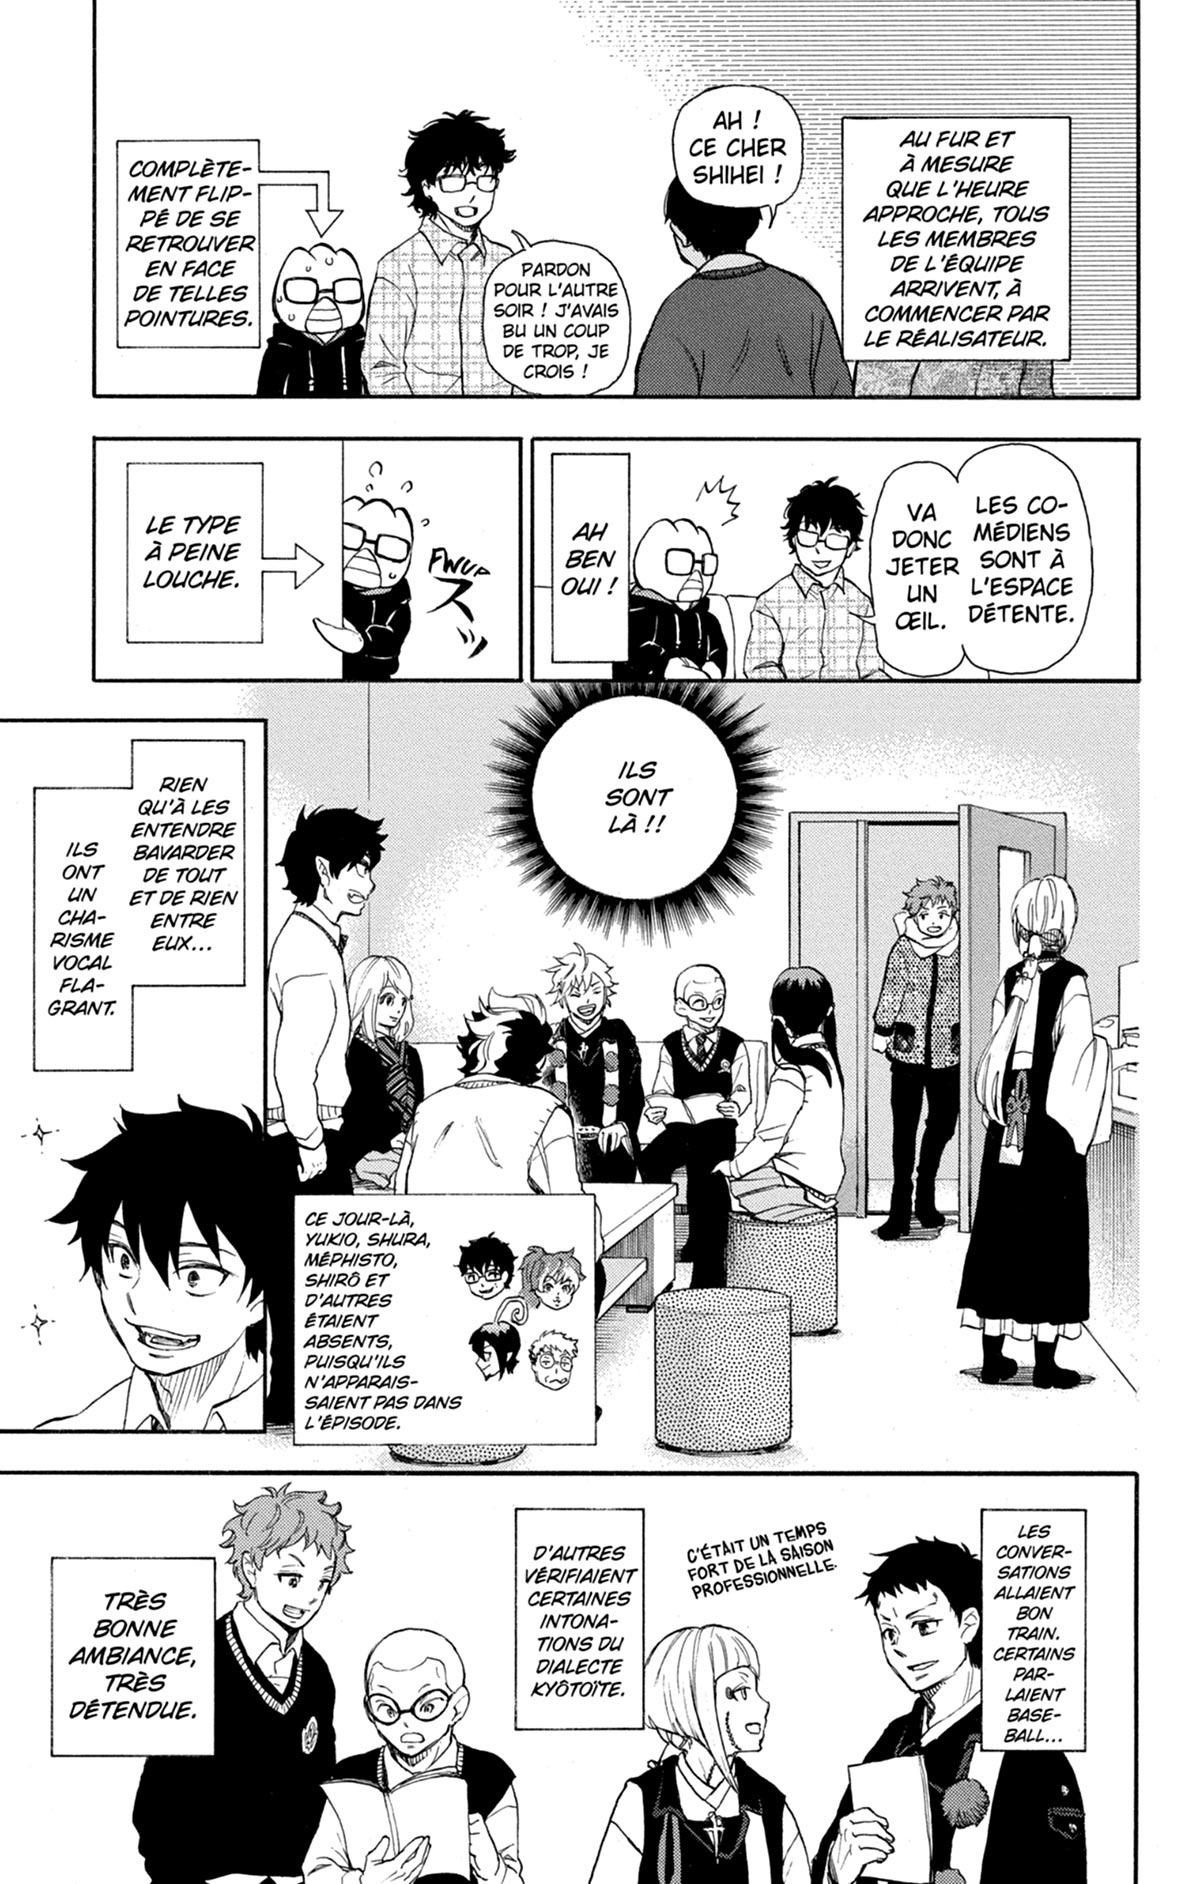 AU FUR ET
À MESURE
QUE L'HEURE
APPROCHE, TOUS
LES MEMBRES
DE L'ÉQUIPE
ARRIVENT, À
COMMENCER PAR
LE RÉALISATEUR.
AH !
CE CHER
SHIHEI !
PARDON
POUR L'AUTRE
SOIR ! J'AVAIS
BU UN COUP
DE TROP, JE
CROIS !
COMPLÈTE-
MENT FLIP-
PÉ DE SE
RETROUVER
EN FACE
DE TELLES
POINTURES.
LES CO-
MÉDIENS
SONT À
L'ESPACE
DÉTENTE.
VA
DONC
JETER
UN
ŒIL.
AH
BEN
OUI !
FWUP
ス
LE TYPE
À PEINE
LOUCHE.
ILS
SONT
LÀ !!
RIEN
QU'À LES
ENTENDRE
BAVARDER
DE TOUT
ET DE RIEN
ENTRE
EUX...
ILS
ONT
UN
CHA-
RISME
VOCAL
FLA-
GRANT.
CE JOUR-LÀ,
YUKIO, SHURA,
MÉPHISTO,
SHIRÔ ET
D'AUTRES
ÉTAIENT
ABSENTS,
PUISQU'ILS
N'APPARAIS-
SAIENT PAS DANS
L'ÉPISODE.
LES
CONVER-
SATIONS
ALLAIENT
BON
TRAIN.
CERTAINS
PAR-
LAIENT
BASE-
BALL...
C'ÉTAIT UN TEMPS
FORT DE LA SAISON
PROFESSIONNELLE.
D'AUTRES
VÉRIFIAIENT
CERTAINES
INTONA-
TIONS DU
DIALECTE
KYÔTOÏTE.
TRÈS
BONNE
AMBIANCE,
TRÈS
DÉTENDUE.